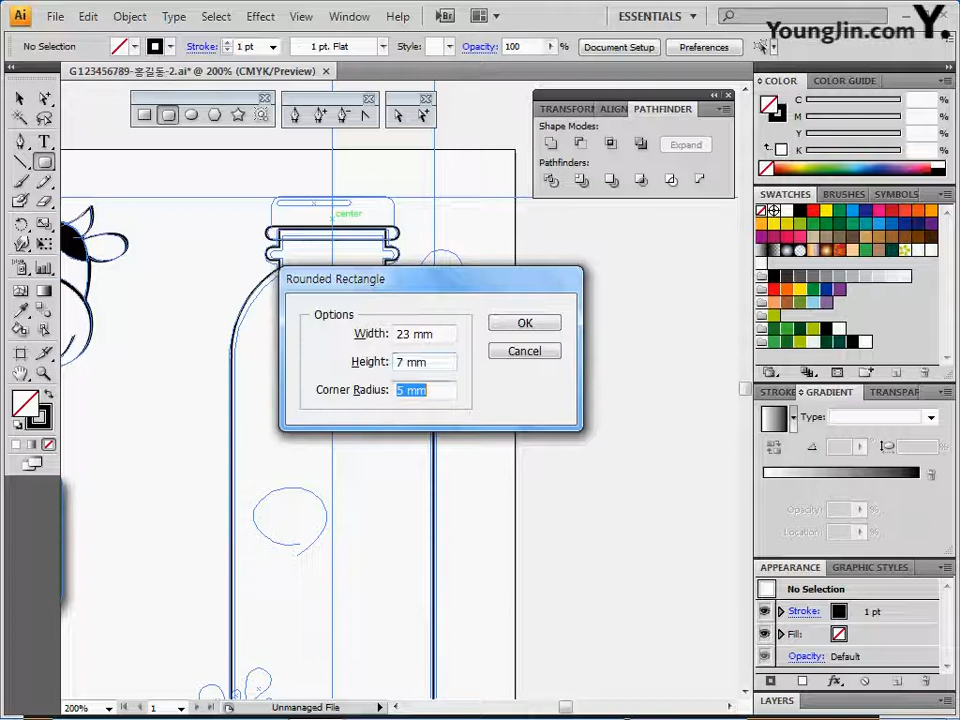 Ai File Edit Object Type Select Effect View Window Help Br ESSENTIALS
YoungJin.com Y.
No Selection Stroke: 1 pt 1 pt. Flat Style: Opacity: 100 % Document Setup Preferences
G123456789-홍길동-2.ai* @ 200% (CMYK/Preview) ×
TRANSFORM ALIGN PATHFINDER
Shape Modes:
Expand
Pathfinders:
COLOR COLOR GUIDE
C %
M %
Y %
K %
SWATCHES BRUSHES SYMBOLS
center
Rounded Rectangle
Options
Width: 23 mm
Height: 7 mm
Corner Radius: 5 mm
OK
Cancel
STROKE GRADIENT TRANSPAR
Type:
%
Opacity: %
Location: %
APPEARANCE GRAPHIC STYLES
No Selection
Stroke: 1 pt
Fill:
Opacity: Default
LAYERS
200% 1 Unmanaged File